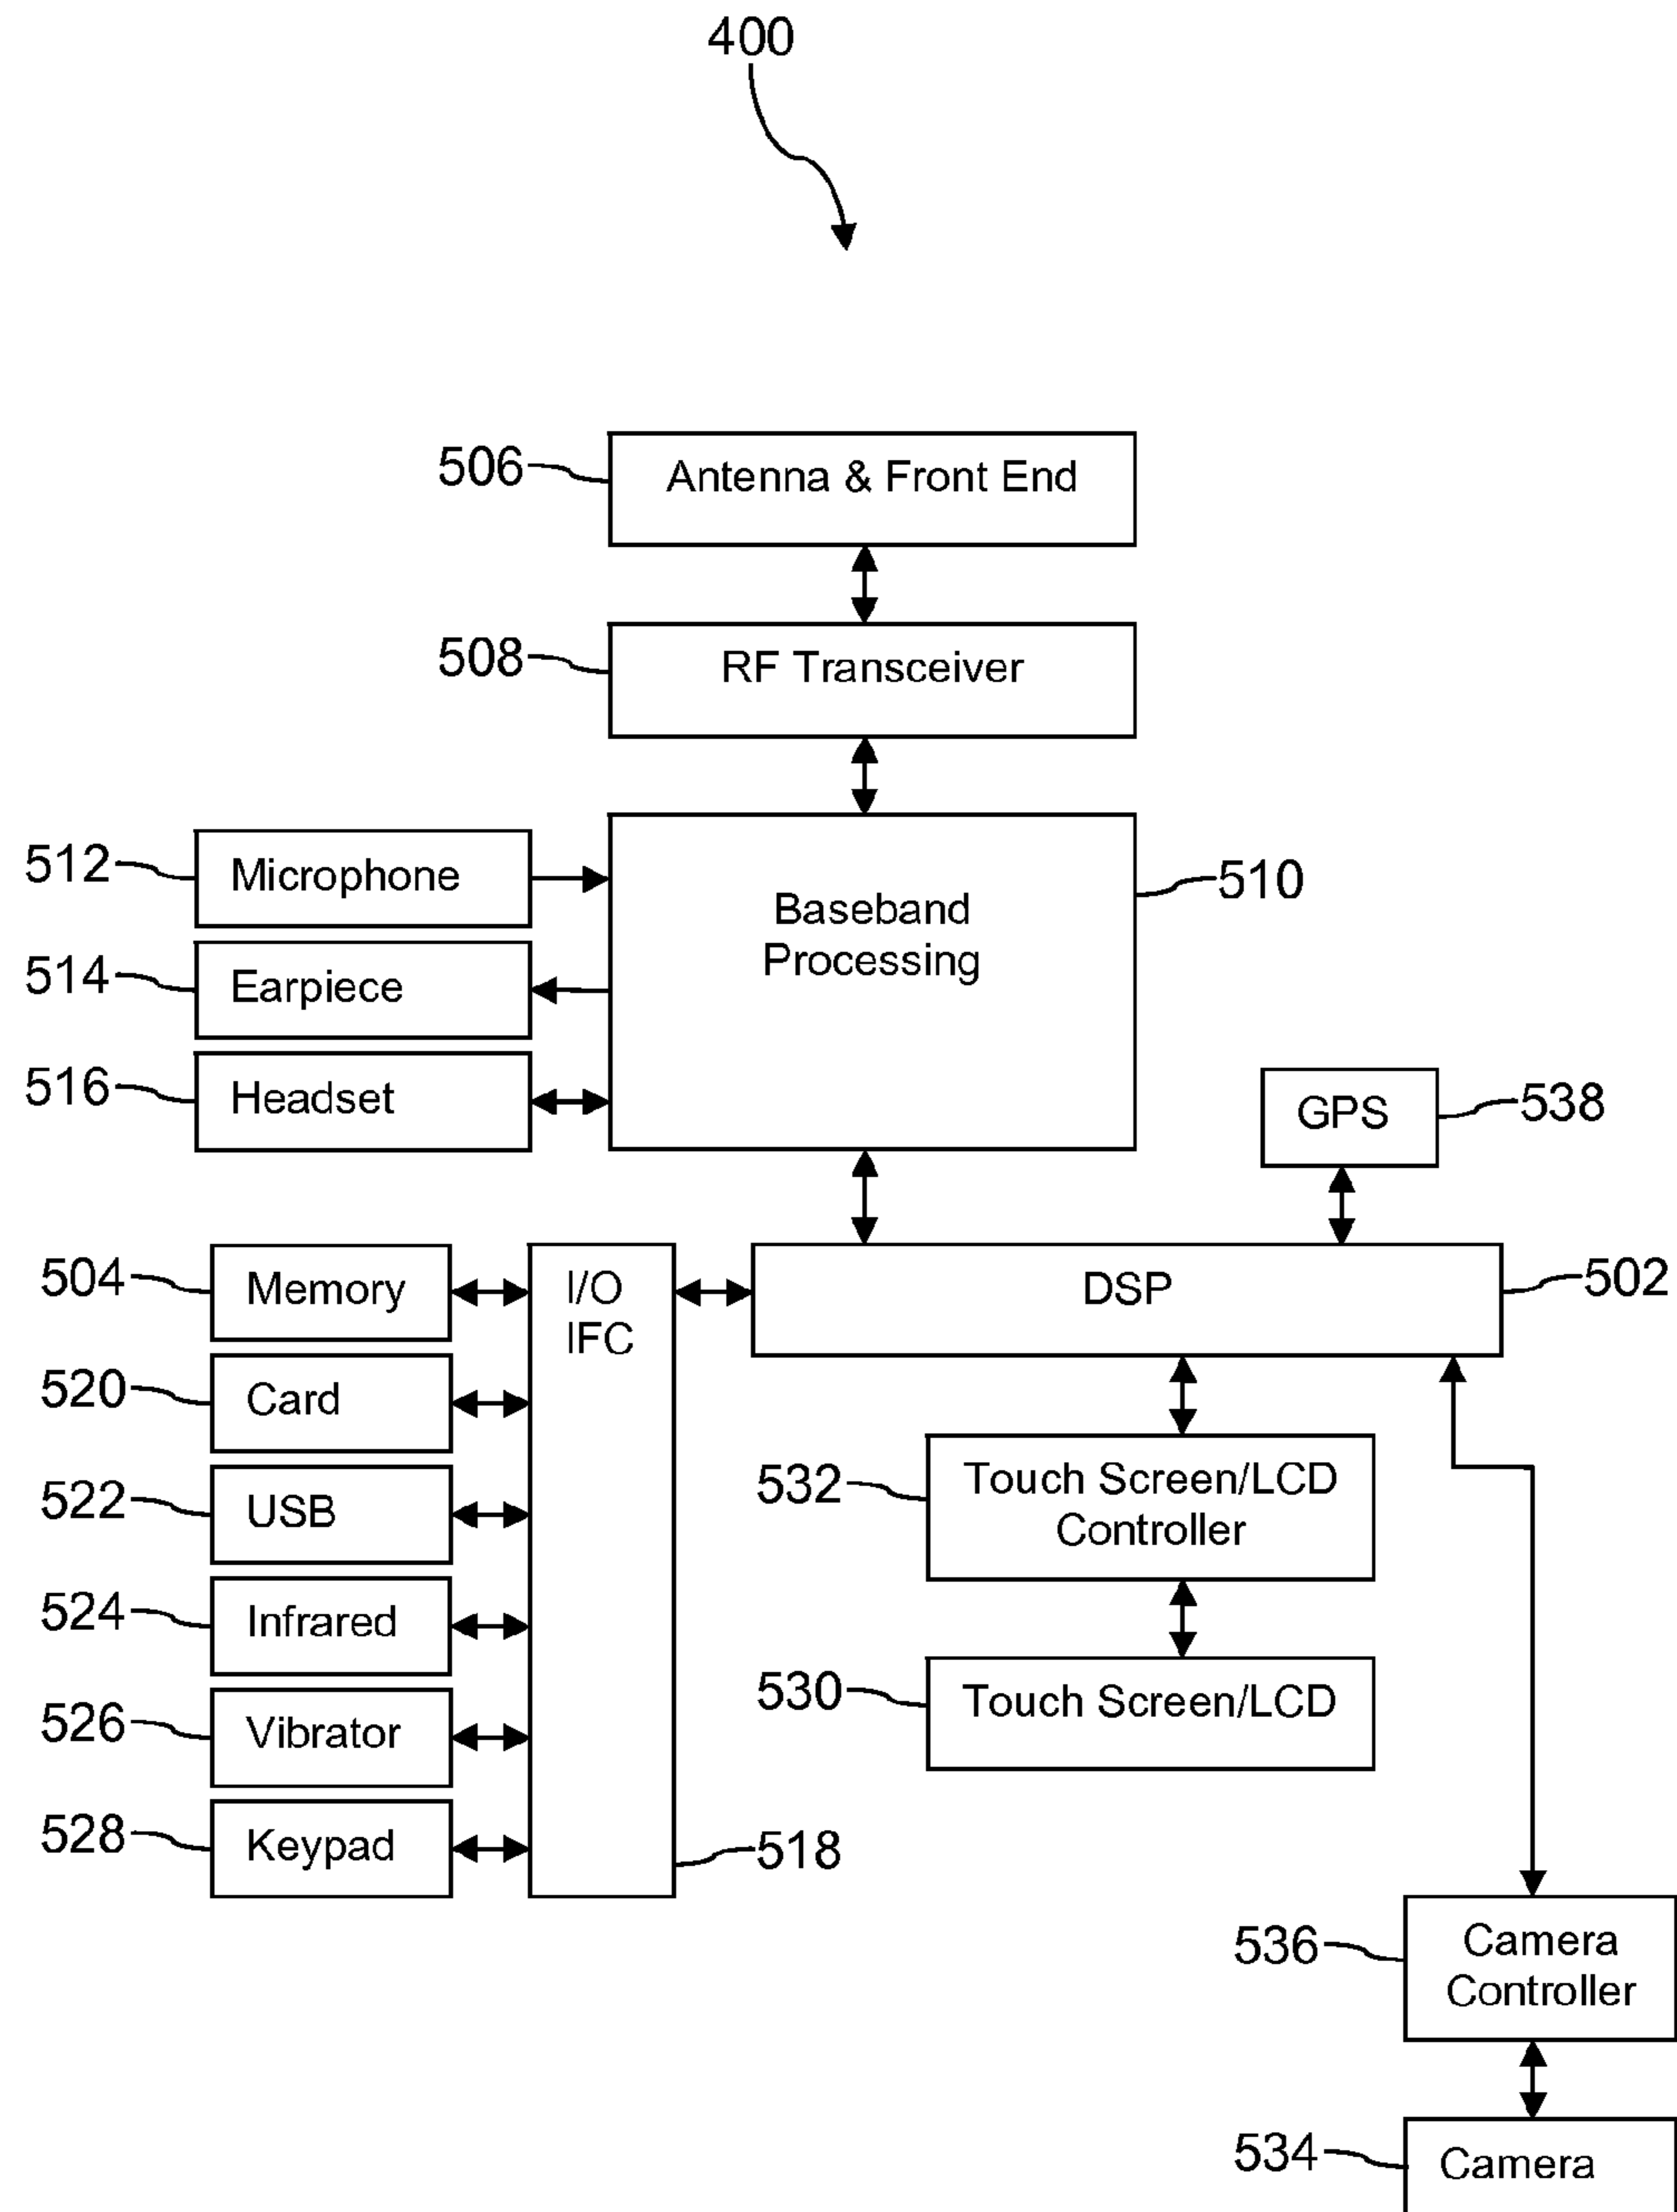 400
506
Antenna & Front End
508
RF Transceiver
512
Microphone
Baseband
Processing
510
514
Earpiece
516
Headset
GPS
538
504
Memory
I/O
IFC
DSP
502
520
Card
522
USB
532
Touch Screen/LCD
Controller
524
Infrared
530
Touch Screen/LCD
526
Vibrator
528
Keypad
518
536
Camera
Controller
534
Camera